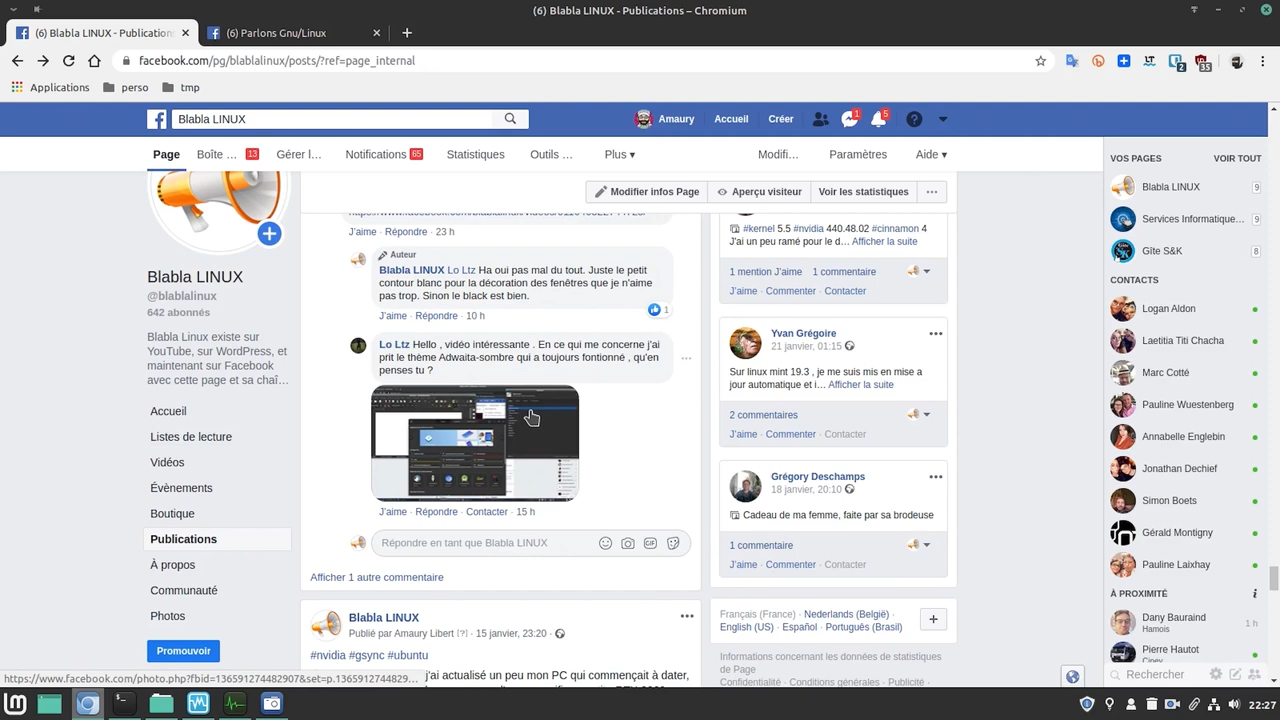 (6) Blabla LINUX - Publications – Chromium
(6) Blabla LINUX - Publications
(6) Parlons Gnu/Linux
facebook.com/pg/blablalinux/posts/?ref=page_internal
2
35
Applications
perso
tmp
Blabla LINUX
Amaury
Accueil
Créer
1
5
Page
Boîte …
13
Gérer l…
Notifications
65
Statistiques
Outils …
Plus
Modifi…
Paramètres
Aide
Modifier infos Page
Aperçu visiteur
Voir les statistiques
Blabla LINUX
@blablalinux
642 abonnés
Blabla Linux existe sur
YouTube, sur WordPress, et
maintenant sur Facebook
avec cette page et sa chaî…
Accueil
Listes de lecture
Vidéos
Évènements
Boutique
Publications
À propos
Communauté
Photos
Promouvoir
J'aime · Répondre · 23 h
Auteur
Blabla LINUX Lo Ltz Ha oui pas mal du tout. Juste le petit
contour blanc pour la décoration des fenêtres que je n'aime
pas trop. Sinon le black est bien.
J'aime · Répondre · 10 h
1
Lo Ltz Hello , vidéo intéressante . En ce qui me concerne j'ai
prit le thème Adwaita-sombre qui a toujours fontionné , qu'en
penses tu ?
J'aime · Répondre · Contacter · 15 h
Répondre en tant que Blabla LINUX
GIF
Afficher 1 autre commentaire
Blabla LINUX
Publié par Amaury Libert [?] · 15 janvier, 23:20
#nvidia #gsync #ubuntu
j'ai actualisé un peu mon PC qui commençait à dater,
#kernel 5.5 #nvidia 440.48.02 #cinnamon 4
J'ai un peu ramé pour le d… Afficher la suite
1 mention J'aime 1 commentaire
J'aime · Commenter · Contacter
Yvan Grégoire
21 janvier, 01:15
Sur linux mint 19.3 , je me suis mis en mise a
jour automatique et i… Afficher la suite
2 commentaires
J'aime · Commenter · Contacter
Grégory Deschamps
18 janvier, 20:10
Cadeau de ma femme, faite par sa brodeuse
1 commentaire
J'aime · Commenter · Contacter
Français (France) · Nederlands (België) ·
English (US) · Español · Português (Brasil)
Informations concernant les données de statistiques
de Page
Confidentialité · Conditions générales · Publicité ·
VOS PAGES
VOIR TOUT
Blabla LINUX
9
Services Informatique…
9
Gîte S&K
8
CONTACTS
Logan Aldon
Laetitia Titi Chacha
Marc Cotté
Pauline Wuestenberg
Annabelle Englebin
Jonathan Dechief
Simon Boets
Gérald Montigny
Pauline Laixhay
À PROXIMITÉ
Dany Bauraind
Hamois
1 h
Pierre Hautot
Ciney
Rechercher
https://www.facebook.com/photo.php?fbid=136591274482907&set=p.1365912744829...
22:27